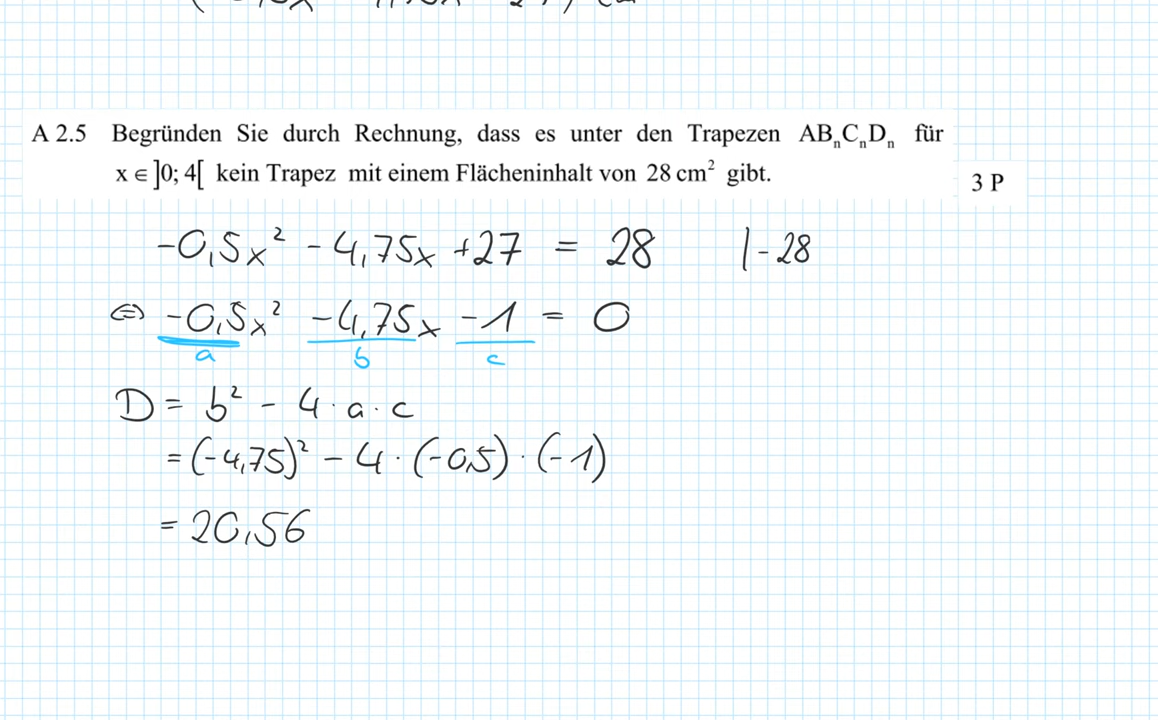 A 2.5 Begründen Sie durch Rechnung, dass es unter den Trapezen ABₙCₙDₙ für
x ∈ ]0; 4[ kein Trapez mit einem Flächeninhalt von 28 cm² gibt.
3 P
-0,5x² - 4,75x +27 = 28 |-28
⇔ -0,5x² - 4,75x - 1 = 0
a b c
D = b² - 4 · a · c
= (-4,75)² - 4 · (-0,5) · (-1)
= 20,56